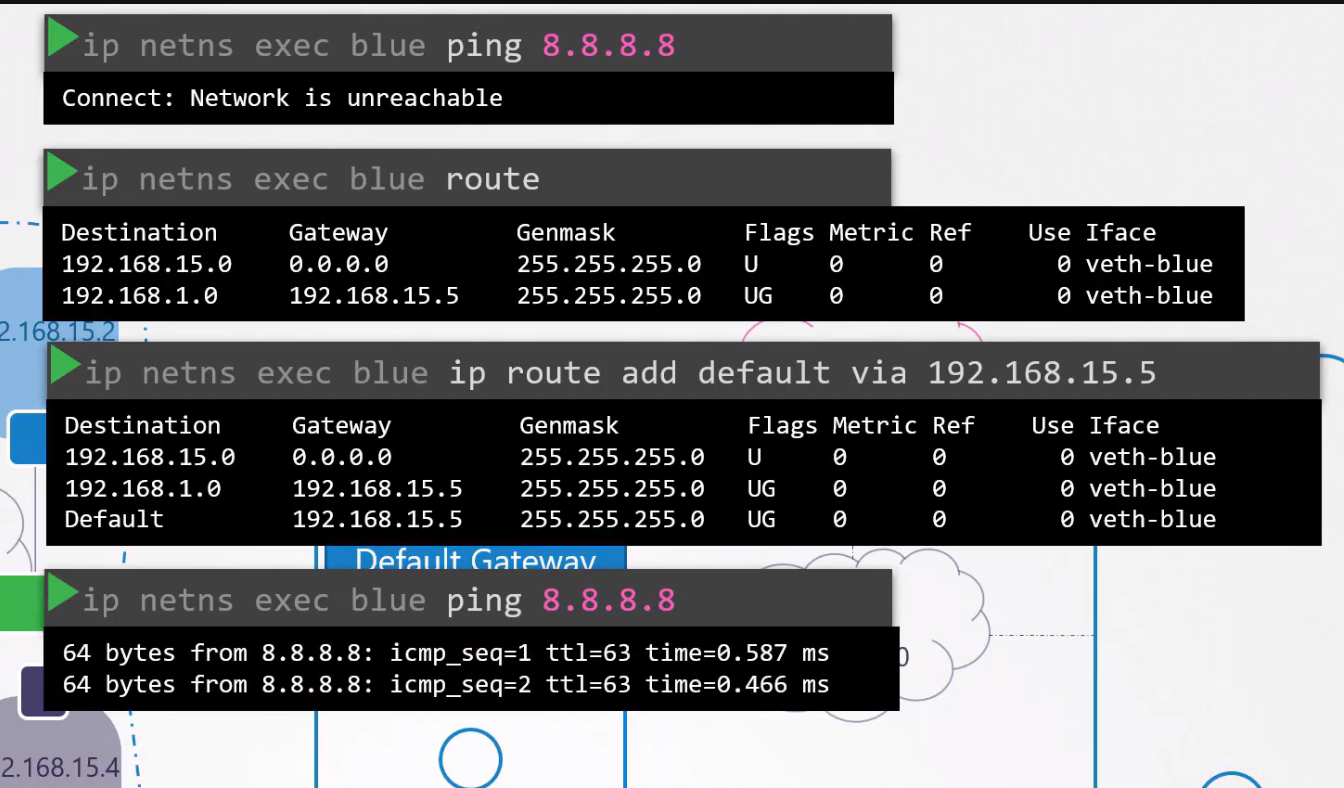 ip netns exec blue ping 8.8.8.8
Connect: Network is unreachable
ip netns exec blue route
Destination Gateway Genmask Flags Metric Ref Use Iface
192.168.15.0 0.0.0.0 255.255.255.0 U 0 0 0 veth-blue
192.168.1.0 192.168.15.5 255.255.255.0 UG 0 0 0 veth-blue
2.168.15.2
ip netns exec blue ip route add default via 192.168.15.5
Destination Gateway Genmask Flags Metric Ref Use Iface
192.168.15.0 0.0.0.0 255.255.255.0 U 0 0 0 veth-blue
192.168.1.0 192.168.15.5 255.255.255.0 UG 0 0 0 veth-blue
Default 192.168.15.5 255.255.255.0 UG 0 0 0 veth-blue
Default Gateway
ip netns exec blue ping 8.8.8.8
64 bytes from 8.8.8.8: icmp_seq=1 ttl=63 time=0.587 ms
64 bytes from 8.8.8.8: icmp_seq=2 ttl=63 time=0.466 ms
2.168.15.4